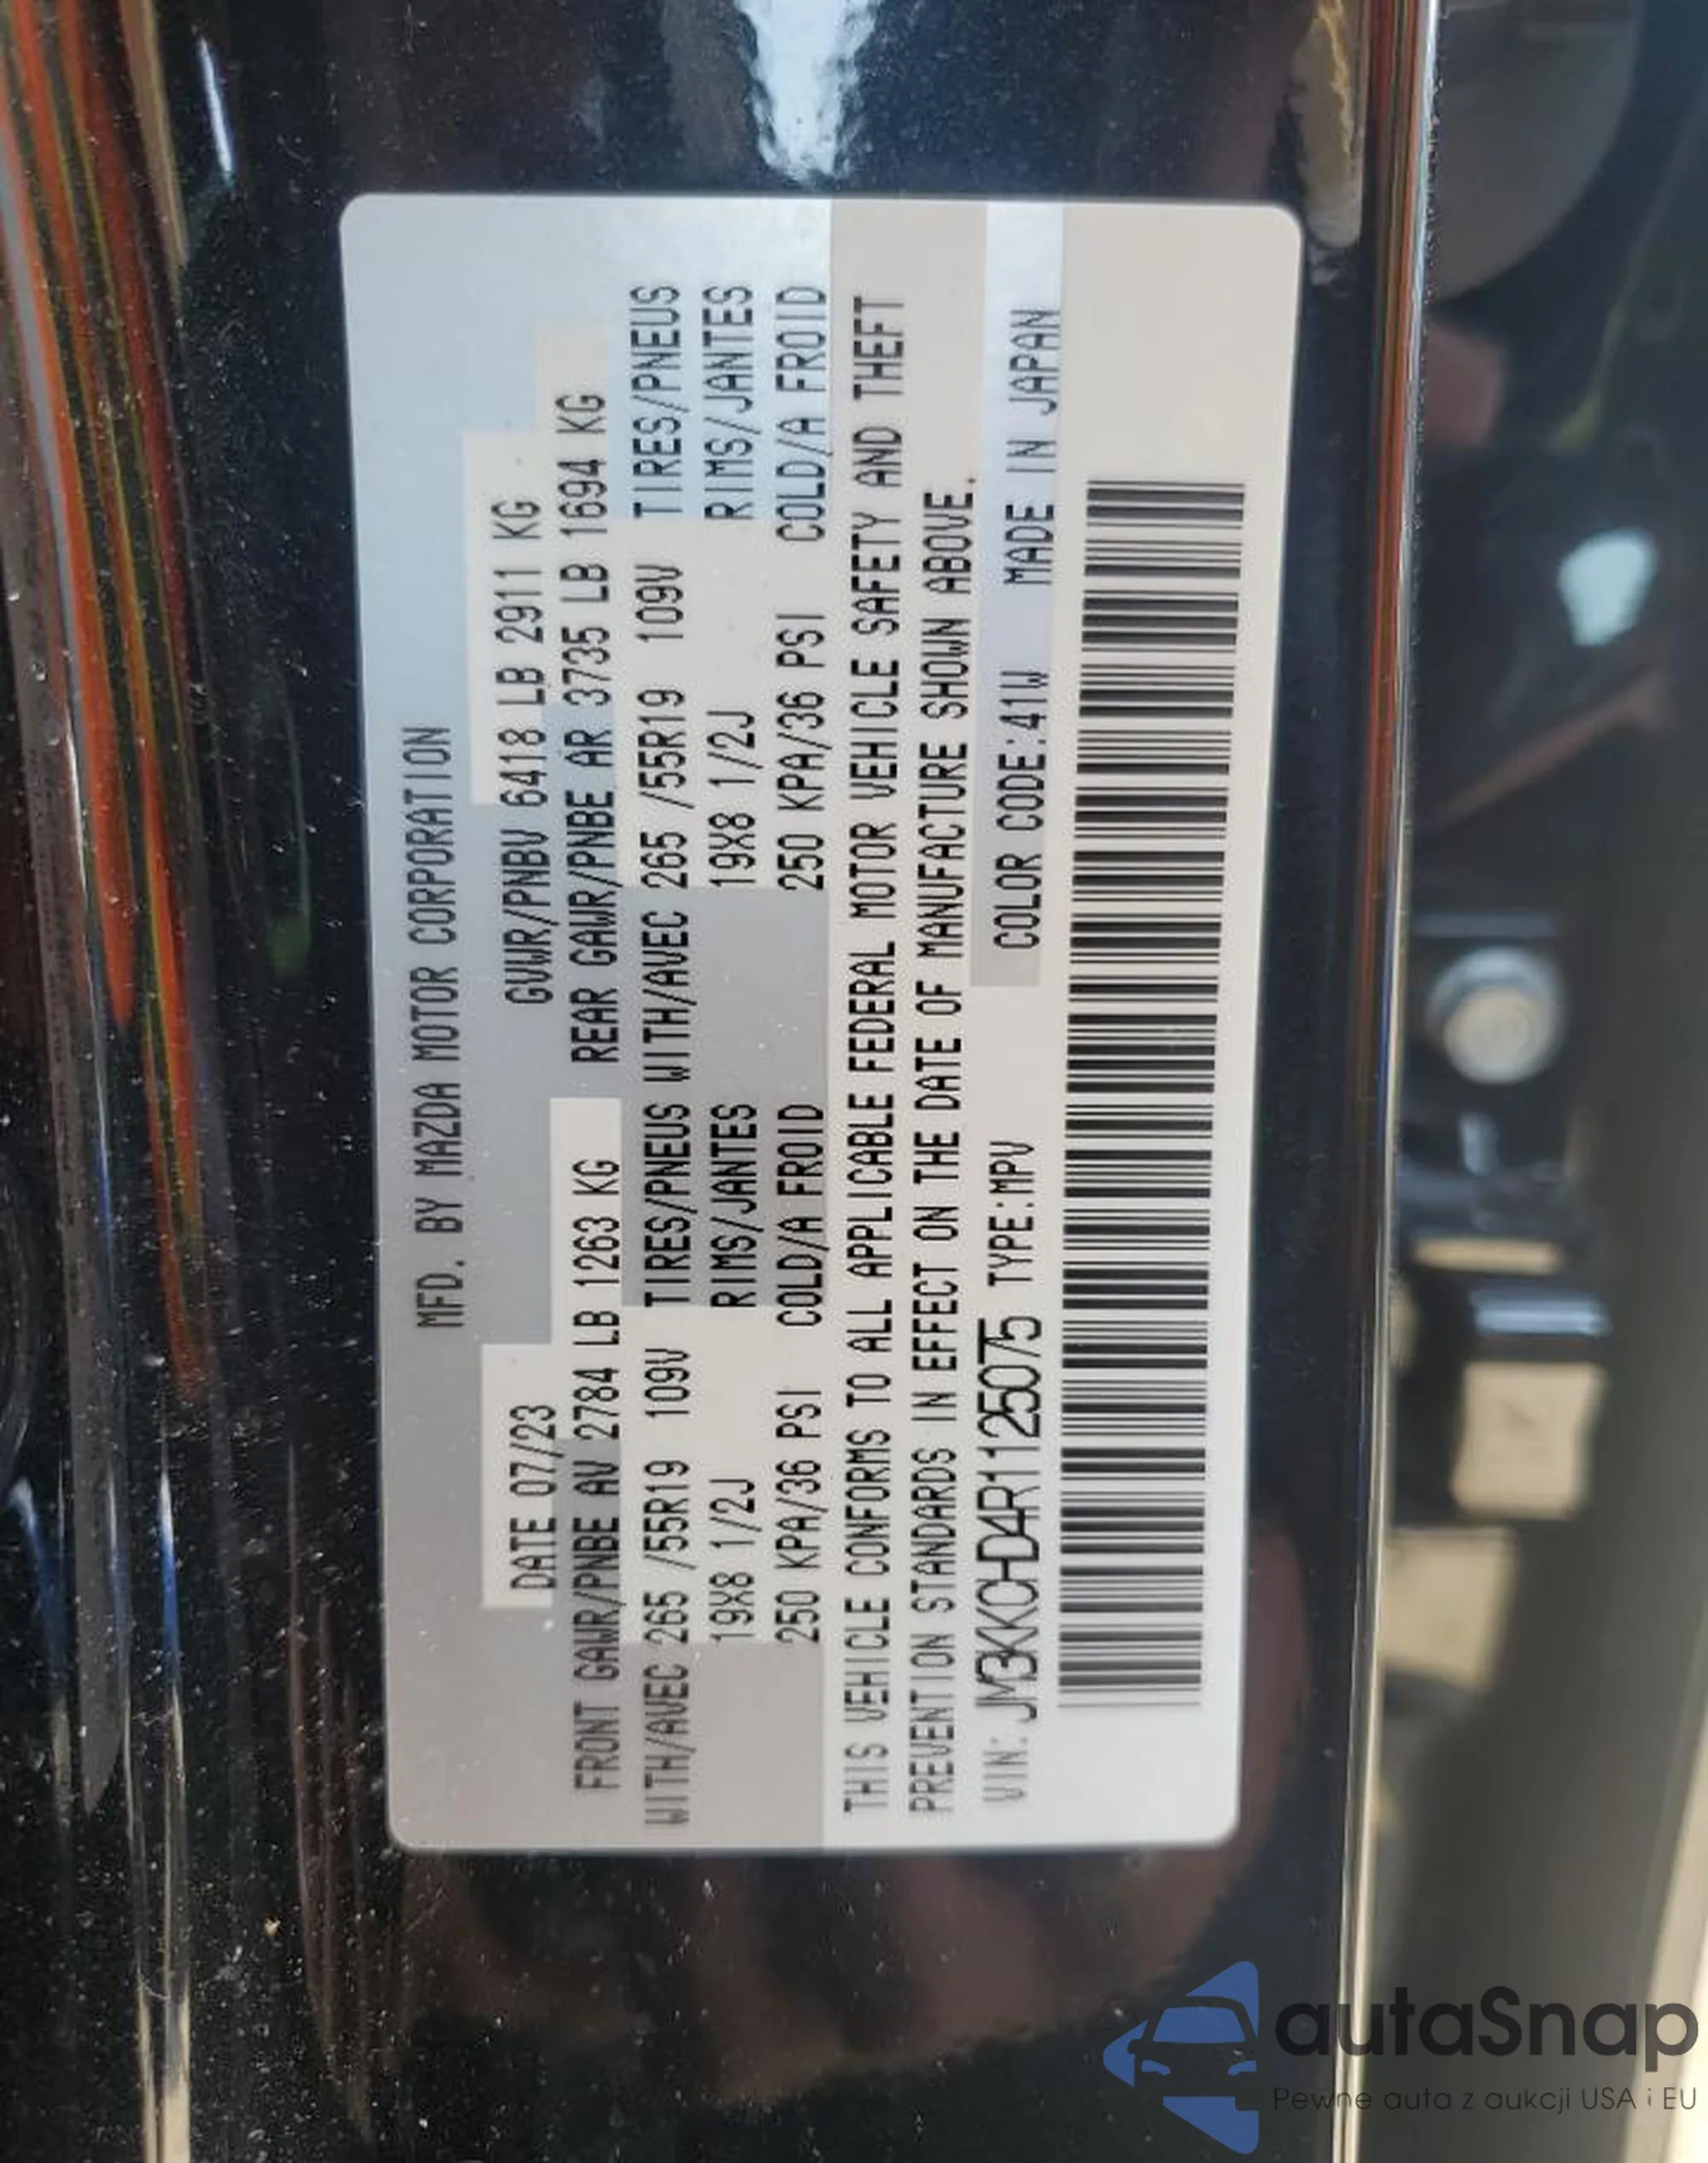 MFD. BY MAZDA MOTOR CORPORATION
DATE 07/23 GVWR/PNBV 6418 LB 2911 KG
FRONT GAWR/PNBE AV 2784 LB 1263 KG REAR GAWR/PNBE AR 3735 LB 1694 KG
WITH/AVEC 265 /55R19 109V TIRES/PNEUS WITH/AVEC 265 /55R19 109V TIRES/PNEUS
19X8 1/2J RIMS/JANTES 19X8 1/2J RIMS/JANTES
250 KPA/36 PSI COLD/A FROID 250 KPA/36 PSI COLD/A FROID
THIS VEHICLE CONFORMS TO ALL APPLICABLE FEDERAL MOTOR VEHICLE SAFETY AND THEFT
PREVENTION STANDARDS IN EFFECT ON THE DATE OF MANUFACTURE SHOWN ABOVE.
VIN: JM3KKCHD4R1125075 TYPE:MPV COLOR CODE:41W MADE IN JAPAN
autaSnap
Pewne auta z aukcji USA i EU